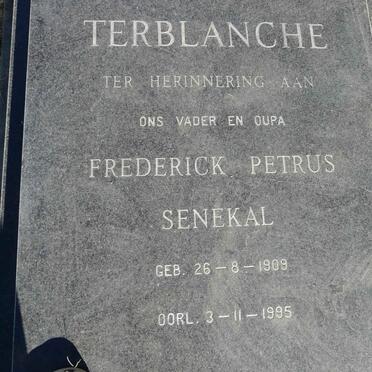 TERBLANCHE
TER HERINNERING AAN
ONS VADER EN OUPA
FREDERICK PETRUS
SENEKAL
GEB. 26-8-1909
OORL. 3-11-1995